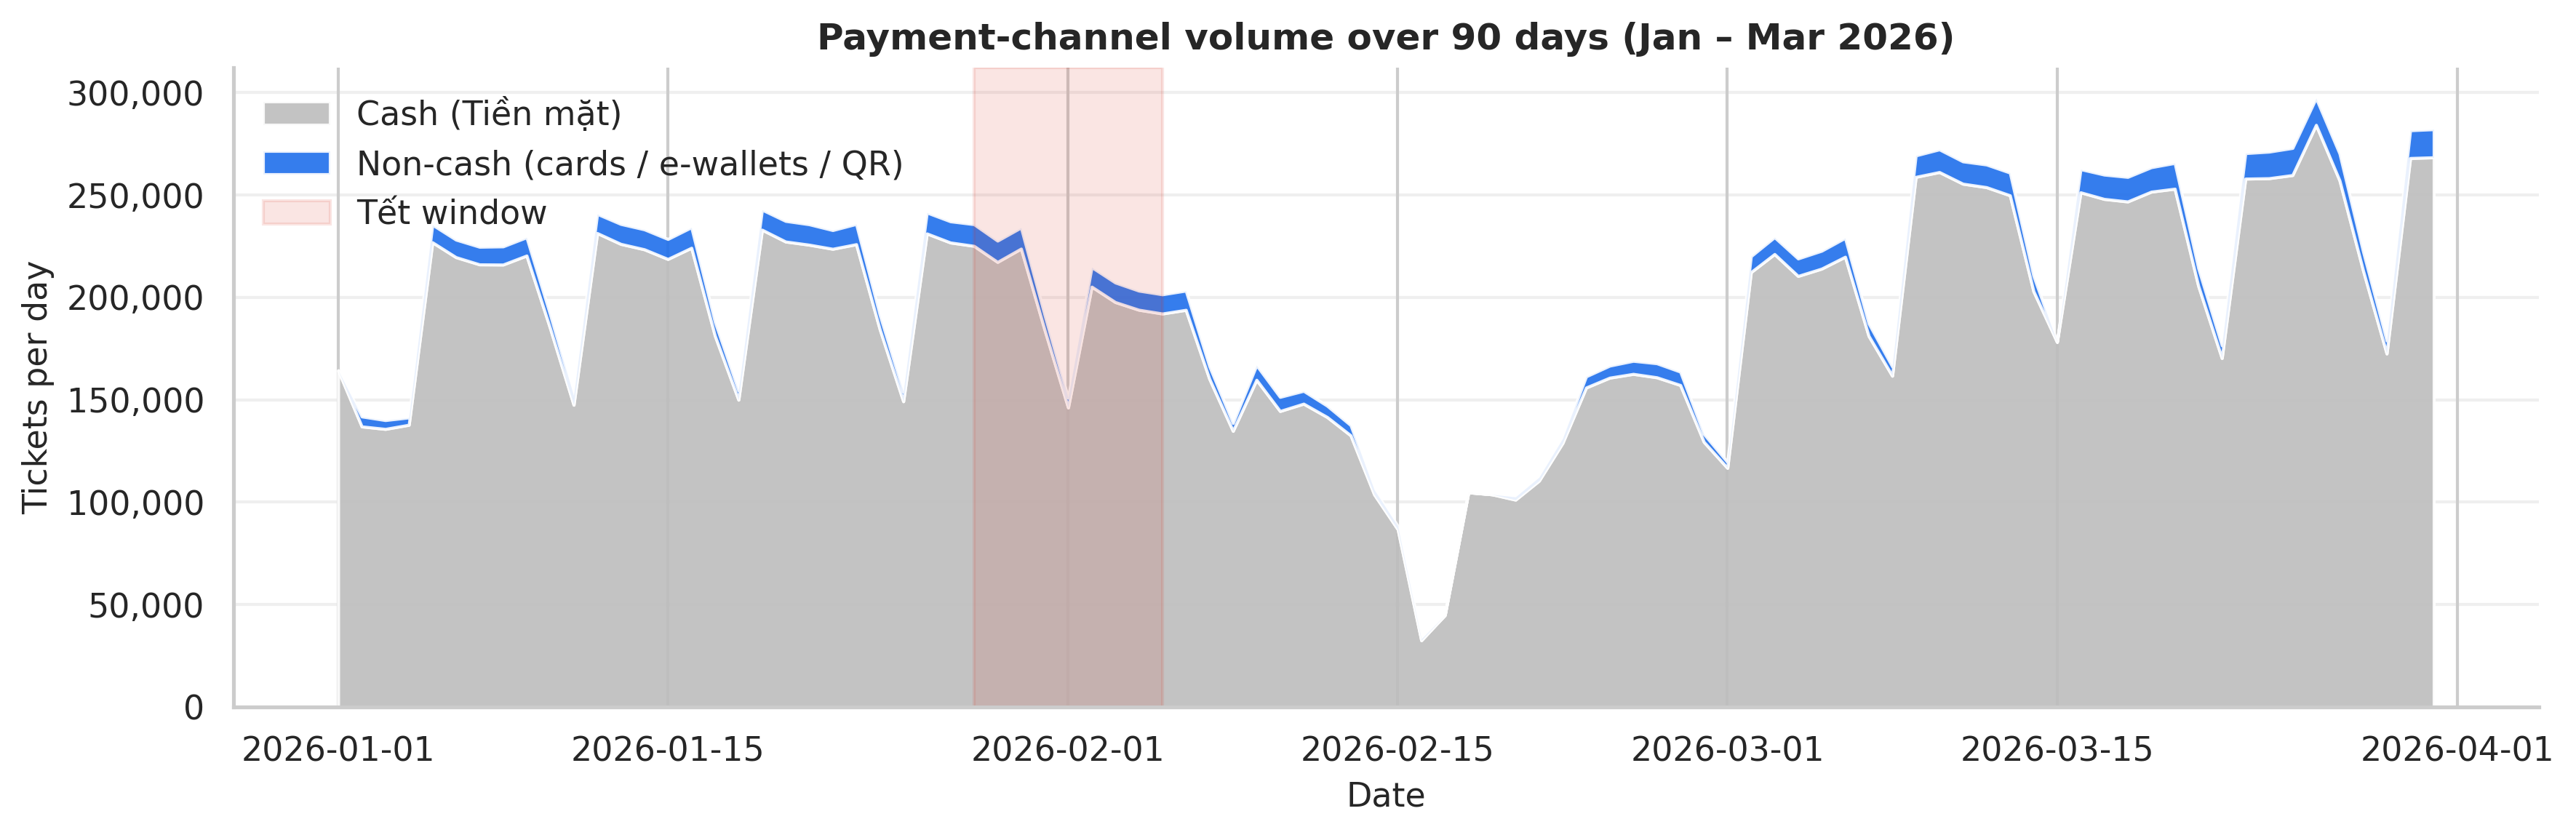 Payment-channel volume over 90 days (Jan – Mar 2026)
Cash (Tiền mặt)
Non-cash (cards / e-wallets / QR)
Tết window
Tickets per day
300,000
250,000
200,000
150,000
100,000
50,000
0
2026-01-01
2026-01-15
2026-02-01
2026-02-15
2026-03-01
2026-03-15
2026-04-01
Date